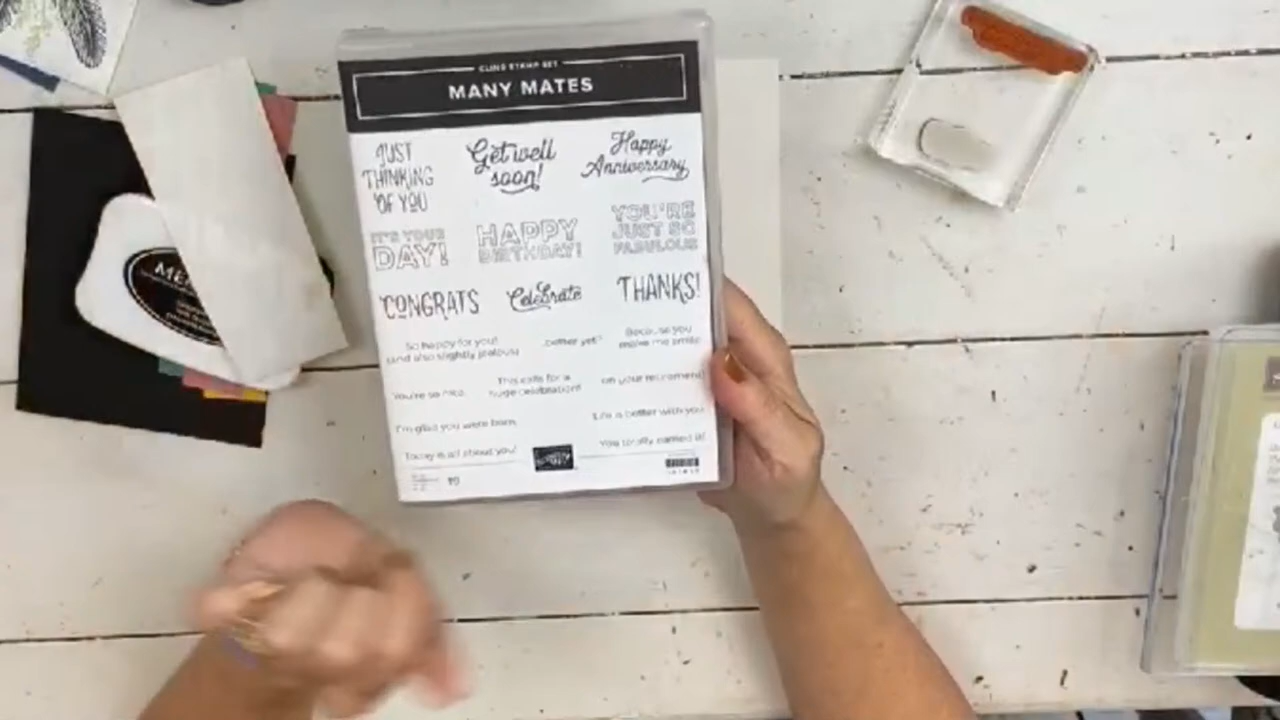 CLING STAMP SET
MANY MATES
JUST
THINKING
OF YOU
Get well
soon!
Happy
Anniversary
IT'S YOUR
DAY!
HAPPY
BIRTHDAY!
YOU'RE
JUST SO
FABULOUS
CONGRATS
Celebrate
THANKS!
So happy for you!
(and also slightly jealous)
better yet?
Because you
make me smile
You're so nice
This calls for a
huge celebration!
on your retirement
I'm glad you were born
Life is better with you
Today is all about you!
You totally earned it!
ME